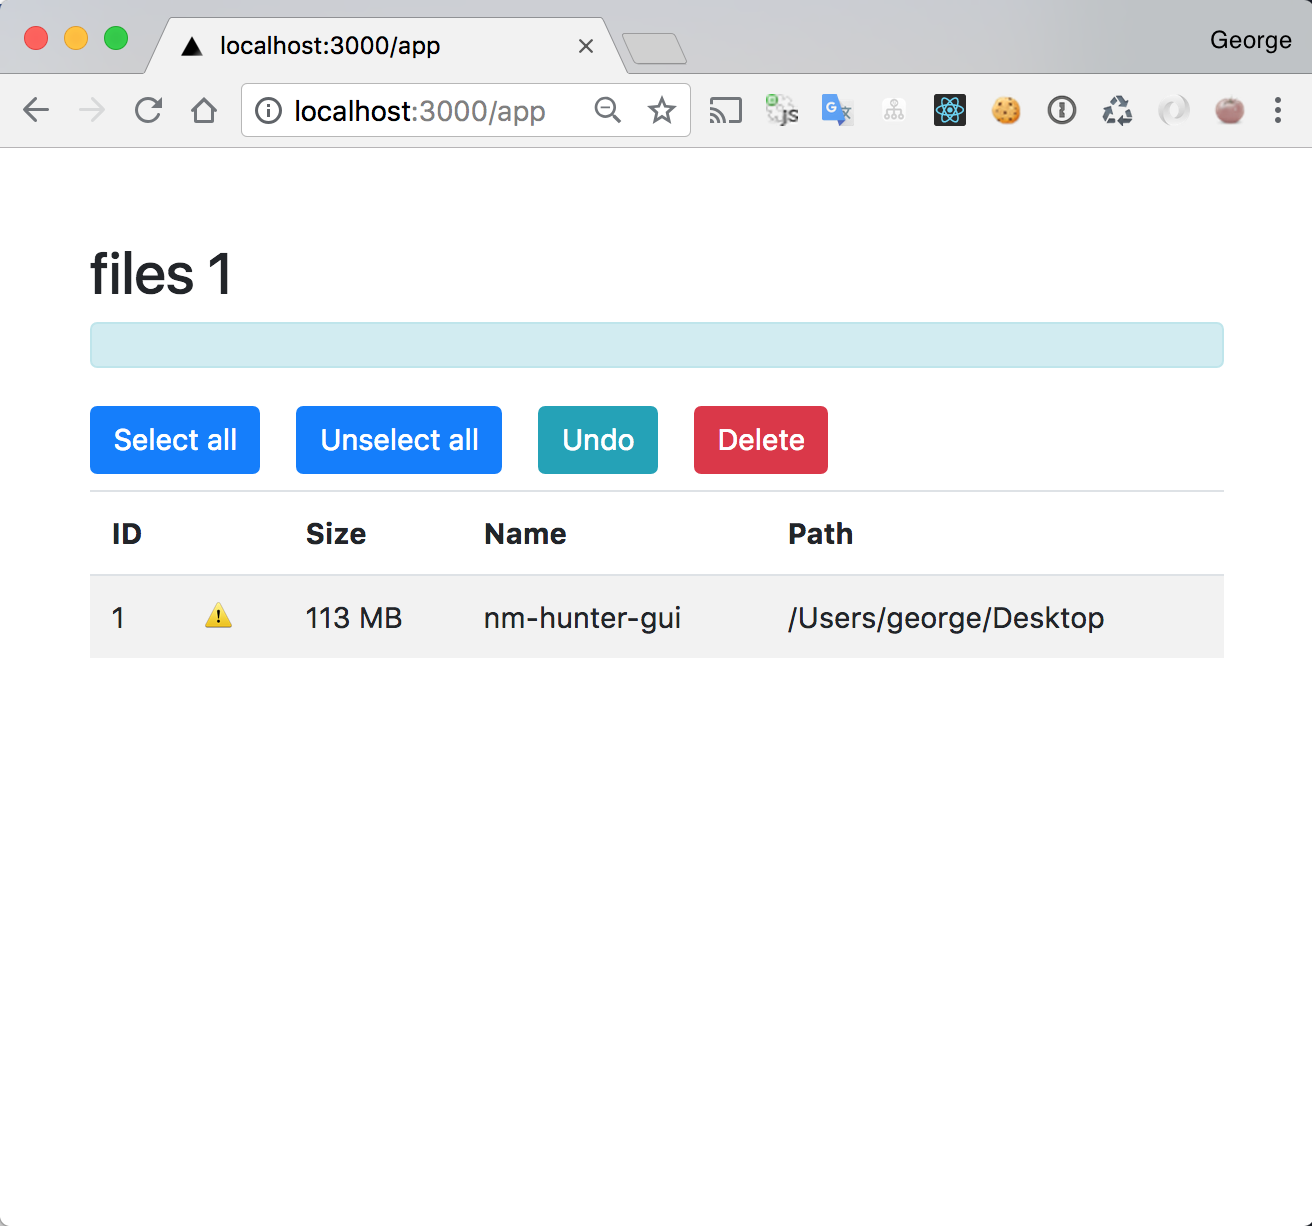 localhost:3000/app
George
localhost:3000/app
files 1
Select all Unselect all Undo Delete
ID Size Name Path
1 113 MB nm-hunter-gui /Users/george/Desktop